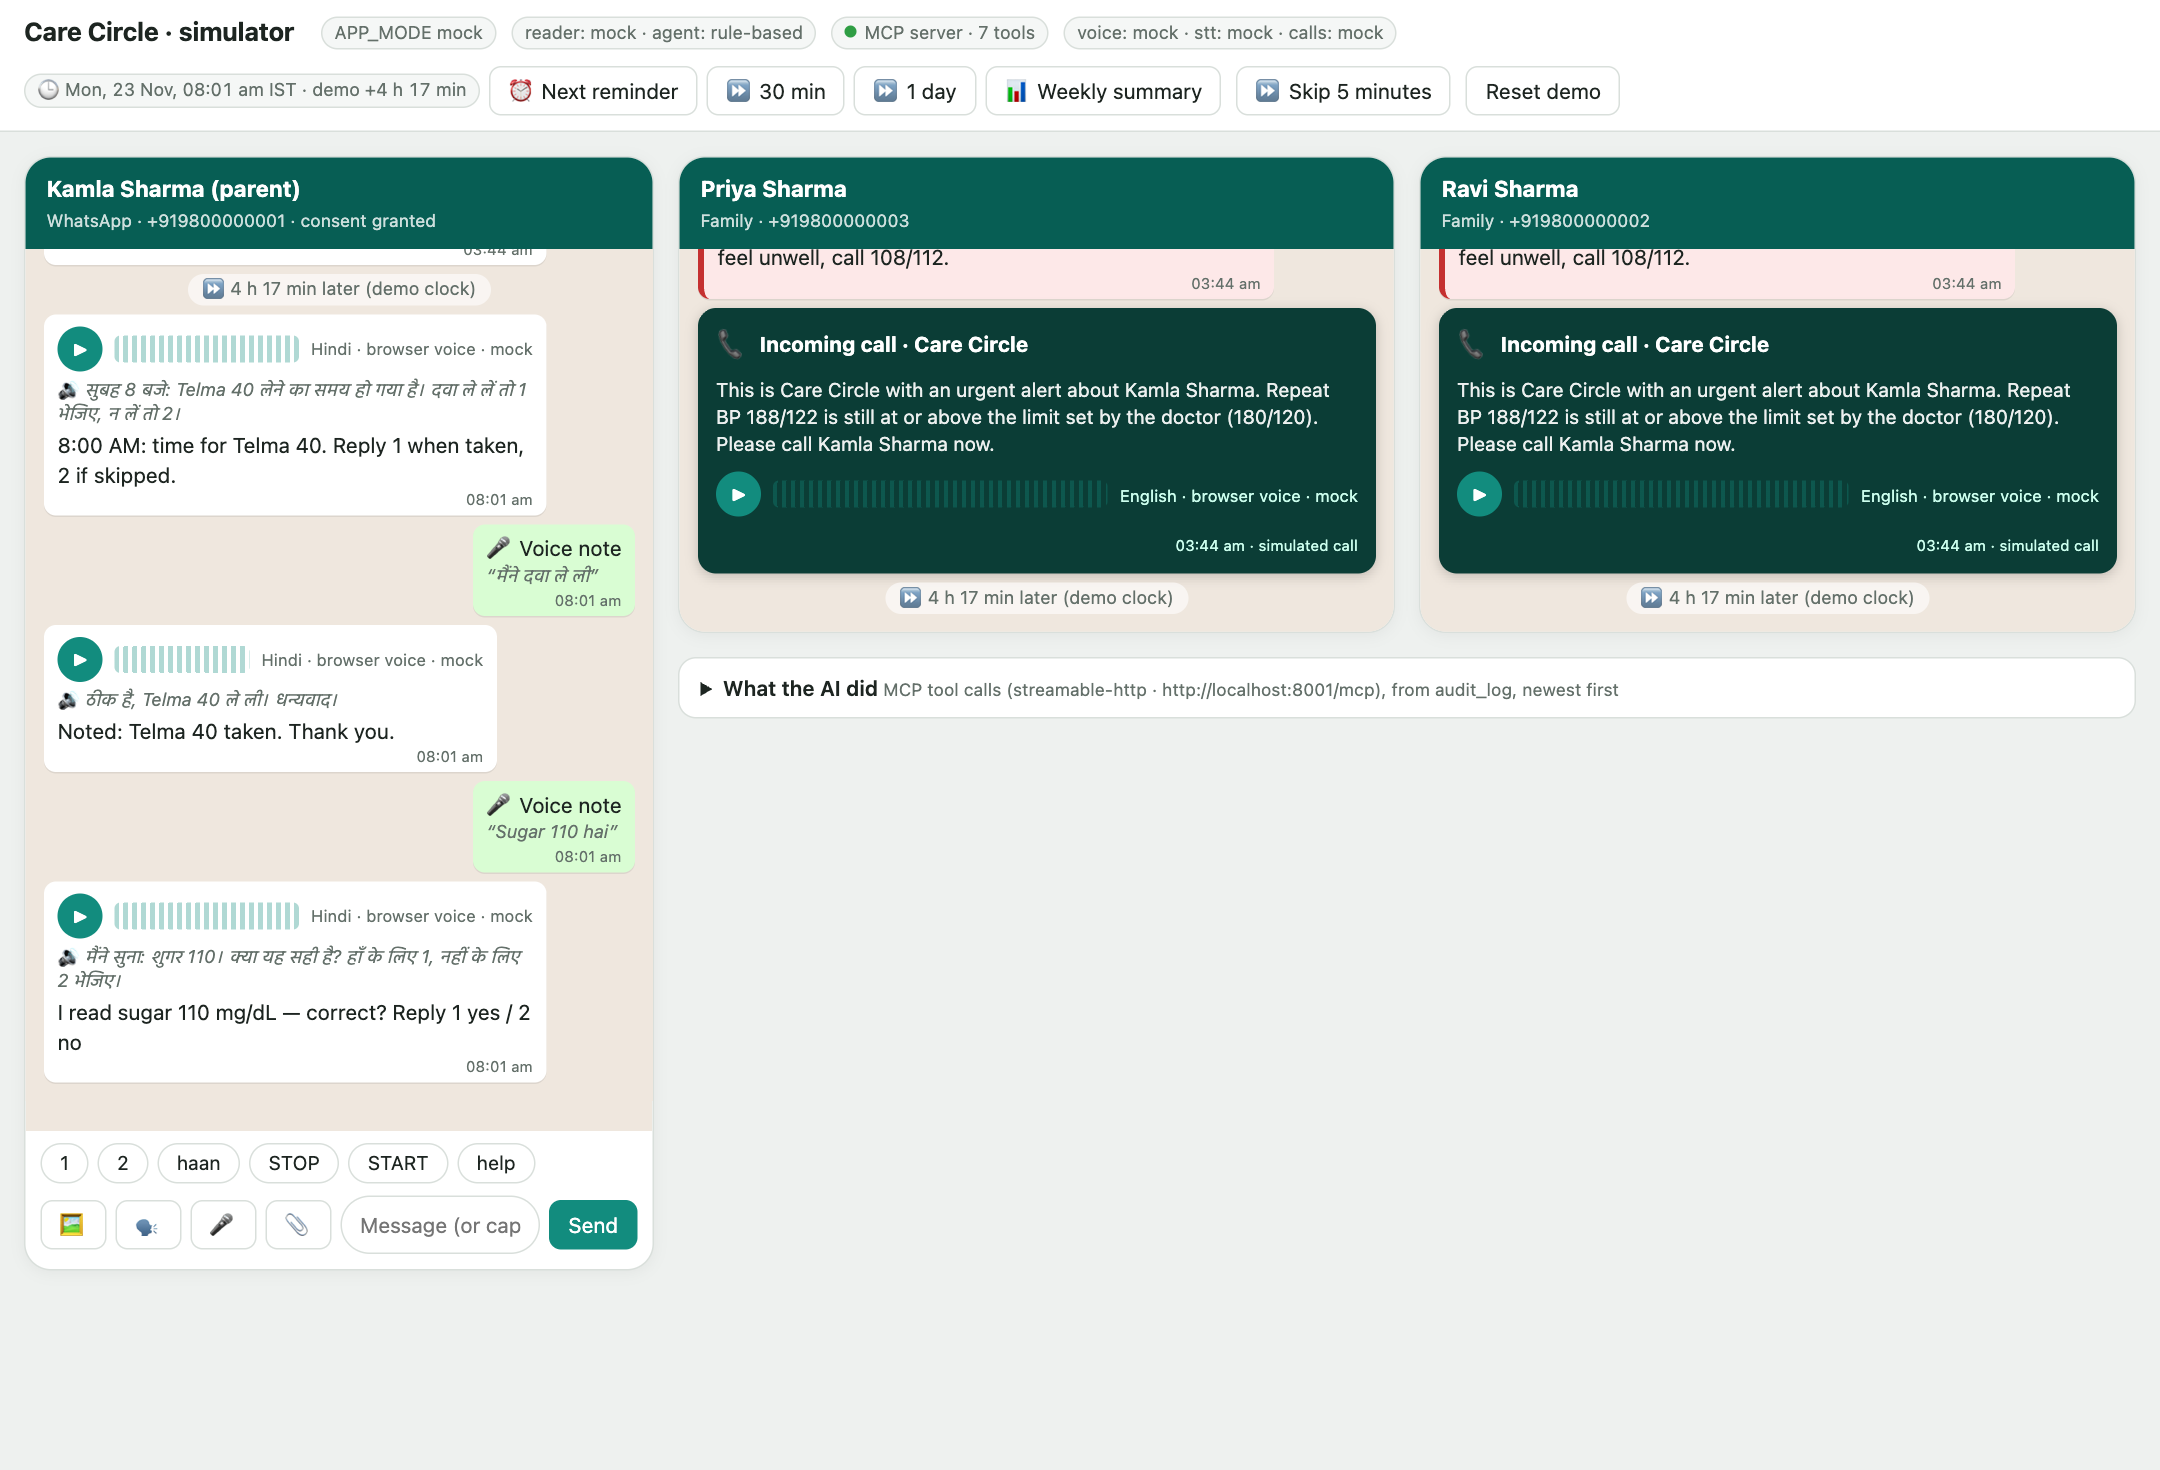 Care Circle · simulator
APP_MODE mock
reader: mock · agent: rule-based
MCP server · 7 tools
voice: mock · stt: mock · calls: mock
Mon, 23 Nov, 08:01 am IST · demo +4 h 17 min
Next reminder
30 min
1 day
Weekly summary
Skip 5 minutes
Reset demo
Kamla Sharma (parent)
WhatsApp · +919800000001 · consent granted
03:44 am
4 h 17 min later (demo clock)
Hindi · browser voice · mock
सुबह 8 बजे: Telma 40 लेने का समय हो गया है। दवा ले लें तो 1
भेजिए, न लें तो 2।
8:00 AM: time for Telma 40. Reply 1 when taken,
2 if skipped.
08:01 am
Voice note
“मैंने दवा ले ली”
08:01 am
Hindi · browser voice · mock
ठीक है, Telma 40 ले ली। धन्यवाद।
Noted: Telma 40 taken. Thank you.
08:01 am
Voice note
“Sugar 110 hai”
08:01 am
Hindi · browser voice · mock
मैंने सुना: शुगर 110। क्या यह सही है? हाँ के लिए 1, नहीं के लिए
2 भेजिए।
I read sugar 110 mg/dL — correct? Reply 1 yes / 2
no
08:01 am
1
2
haan
STOP
START
help
Message (or cap
Send
Priya Sharma
Family · +919800000003
feel unwell, call 108/112.
03:44 am
Incoming call · Care Circle
This is Care Circle with an urgent alert about Kamla Sharma. Repeat
BP 188/122 is still at or above the limit set by the doctor (180/120).
Please call Kamla Sharma now.
English · browser voice · mock
03:44 am · simulated call
4 h 17 min later (demo clock)
Ravi Sharma
Family · +919800000002
feel unwell, call 108/112.
03:44 am
Incoming call · Care Circle
This is Care Circle with an urgent alert about Kamla Sharma. Repeat
BP 188/122 is still at or above the limit set by the doctor (180/120).
Please call Kamla Sharma now.
English · browser voice · mock
03:44 am · simulated call
4 h 17 min later (demo clock)
What the AI did MCP tool calls (streamable-http · http://localhost:8001/mcp), from audit_log, newest first